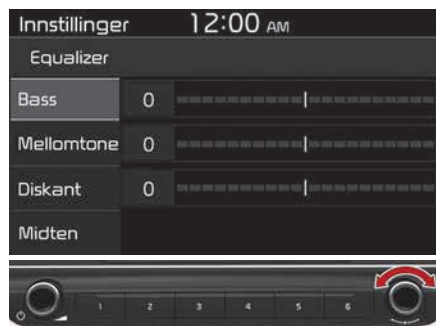 Innstillinger 12:00 AM
Equalizer
Bass 0
Mellomtone 0
Diskant 0
Midten
1 2 3 4 5 6